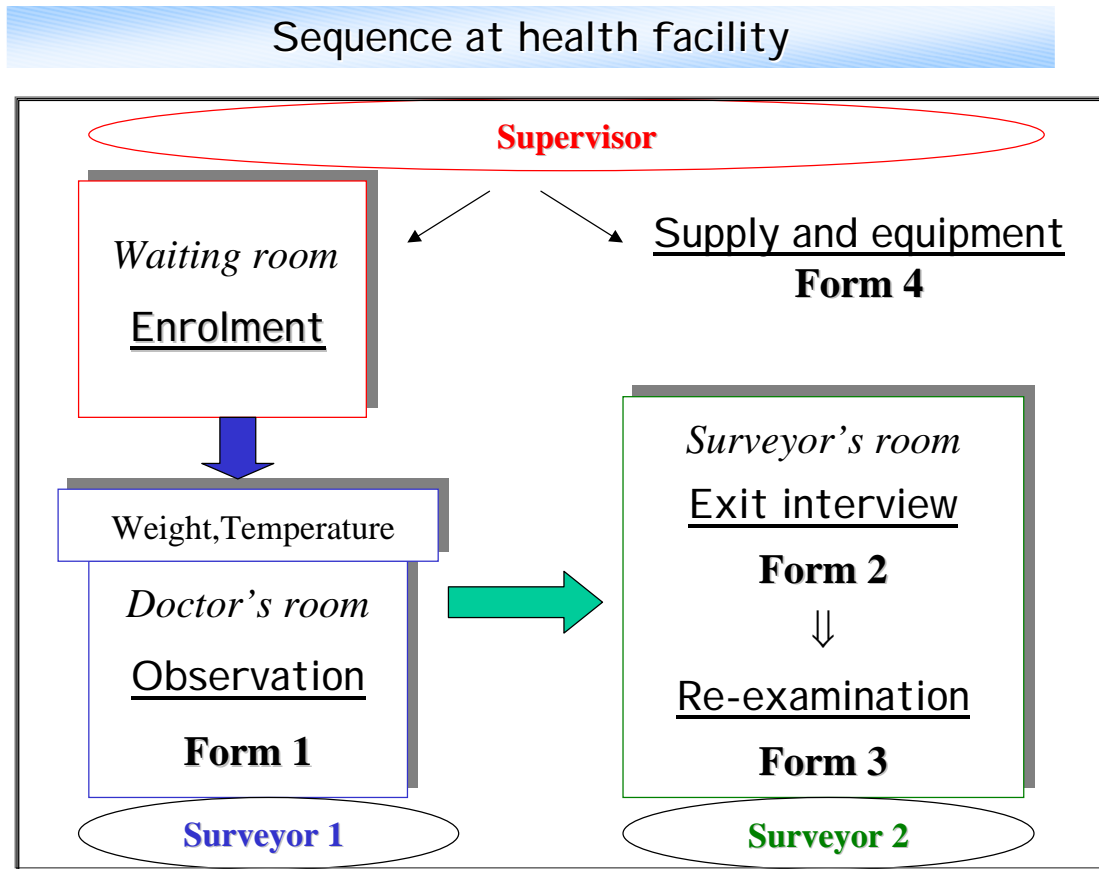 Sequence at health facility
Supervisor
Waiting room
Enrolment
Supply and equipment
Form 4
Weight,Temperature
Doctor’s room
Observation
Form 1
Surveyor 1
Surveyor’s room
Exit interview
Form 2
⇓
Re-examination
Form 3
Surveyor 2